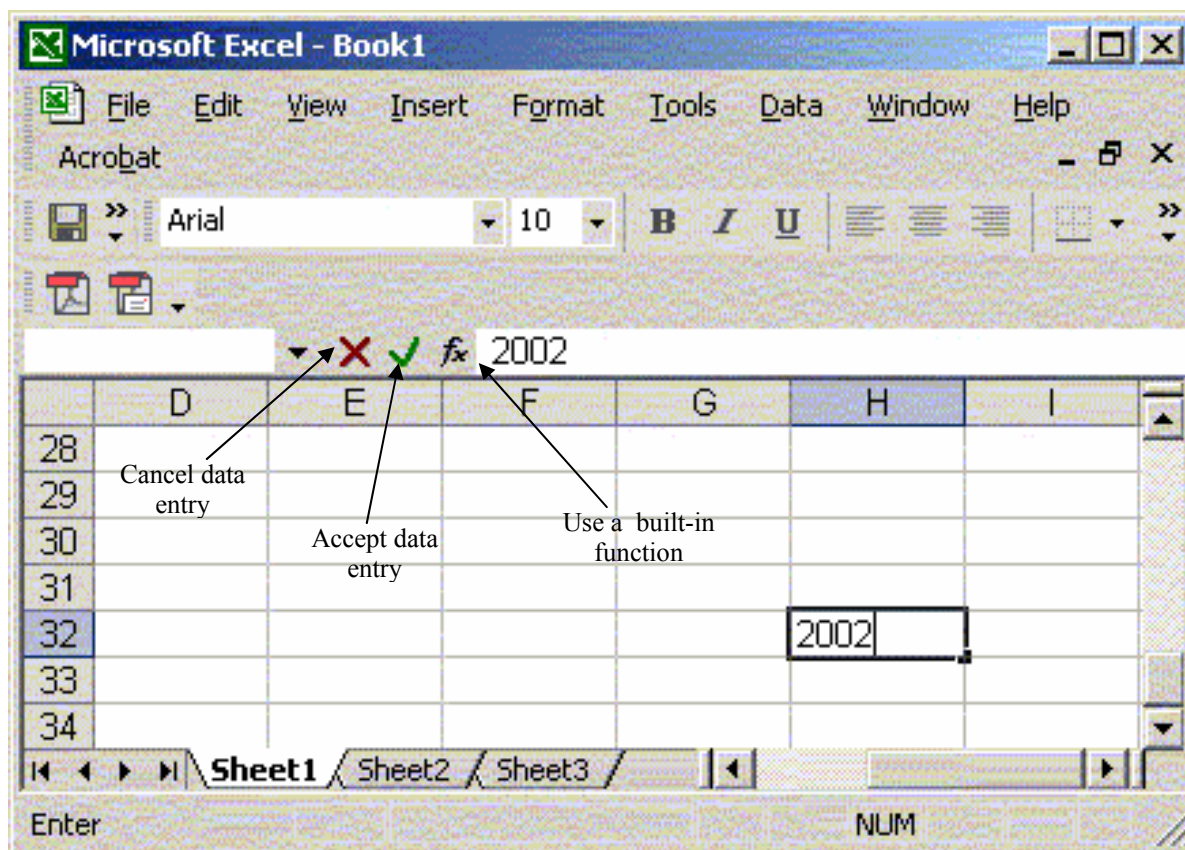 Microsoft Excel - Book1
File Edit View Insert Format Tools Data Window Help
Acrobat
Arial 10 B I U
fx 2002
D E F G H I
28
Cancel data
entry
29
30
Accept data
entry
Use a built-in
function
31
32 2002
33
34
Sheet1 Sheet2 Sheet3
Enter NUM